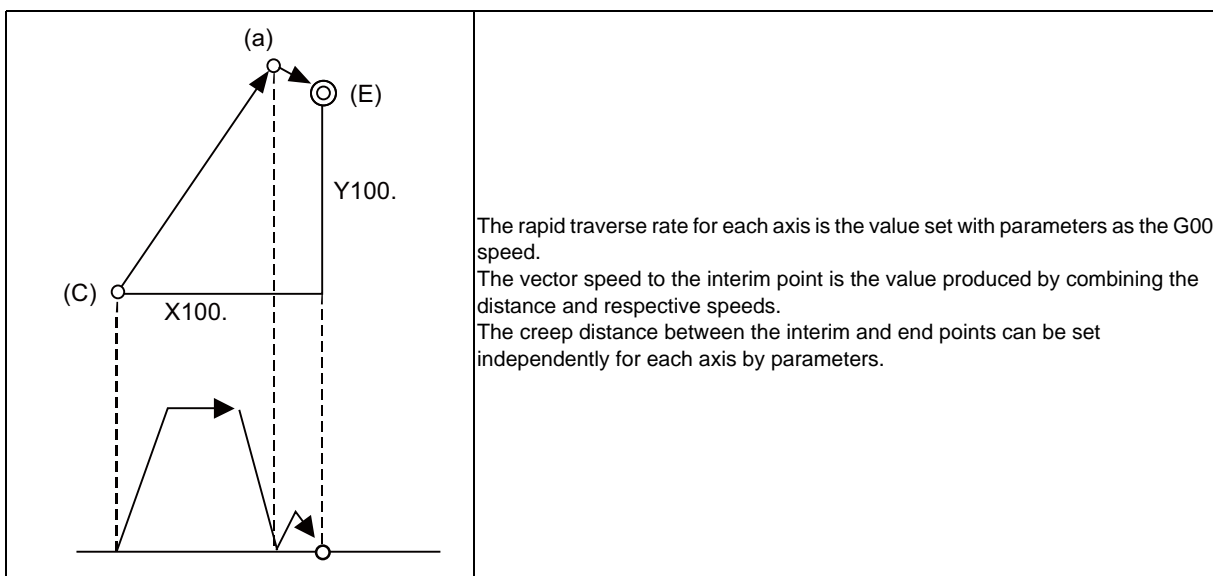 (a)
(E)
Y100.
(C)
X100.
The rapid traverse rate for each axis is the value set with parameters as the G00
speed.
The vector speed to the interim point is the value produced by combining the
distance and respective speeds.
The creep distance between the interim and end points can be set
independently for each axis by parameters.